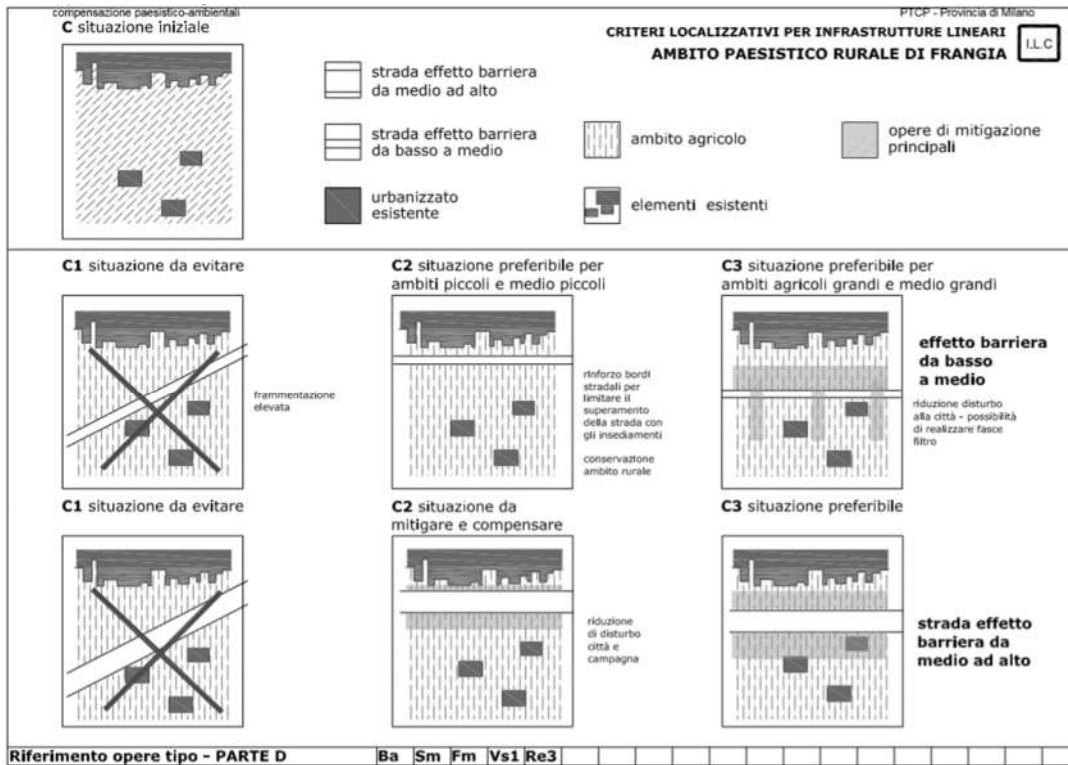 compensazione paesistico-ambientali
PTCP - Provincia di Milano
C situazione iniziale
CRITERI LOCALIZZATIVI PER INFRASTRUTTURE LINEARI
AMBITO PAESISTICO RURALE DI FRANGIA
I.L.C
strada effetto barriera
da medio ad alto
strada effetto barriera
da basso a medio
urbanizzato
esistente
ambito agricolo
elementi esistenti
opere di mitigazione
principali
C1 situazione da evitare
frammentazione
elevata
C2 situazione preferibile per
ambiti piccoli e medio piccoli
rinforzo bordi
stradali per
limitare il
superamento
della strada con
gli insediamenti
conservazione
ambito rurale
C3 situazione preferibile per
ambiti agricoli grandi e medio grandi
effetto barriera
da basso
a medio
riduzione disturbo
alla città - possibilità
di realizzare fasce
filtro
C1 situazione da evitare
C2 situazione da
mitigare e compensare
riduzione
di disturbo
città e
campagna
C3 situazione preferibile
strada effetto
barriera da
medio ad alto
Riferimento opere tipo - PARTE D Ba Sm Fm Vs1 Re3